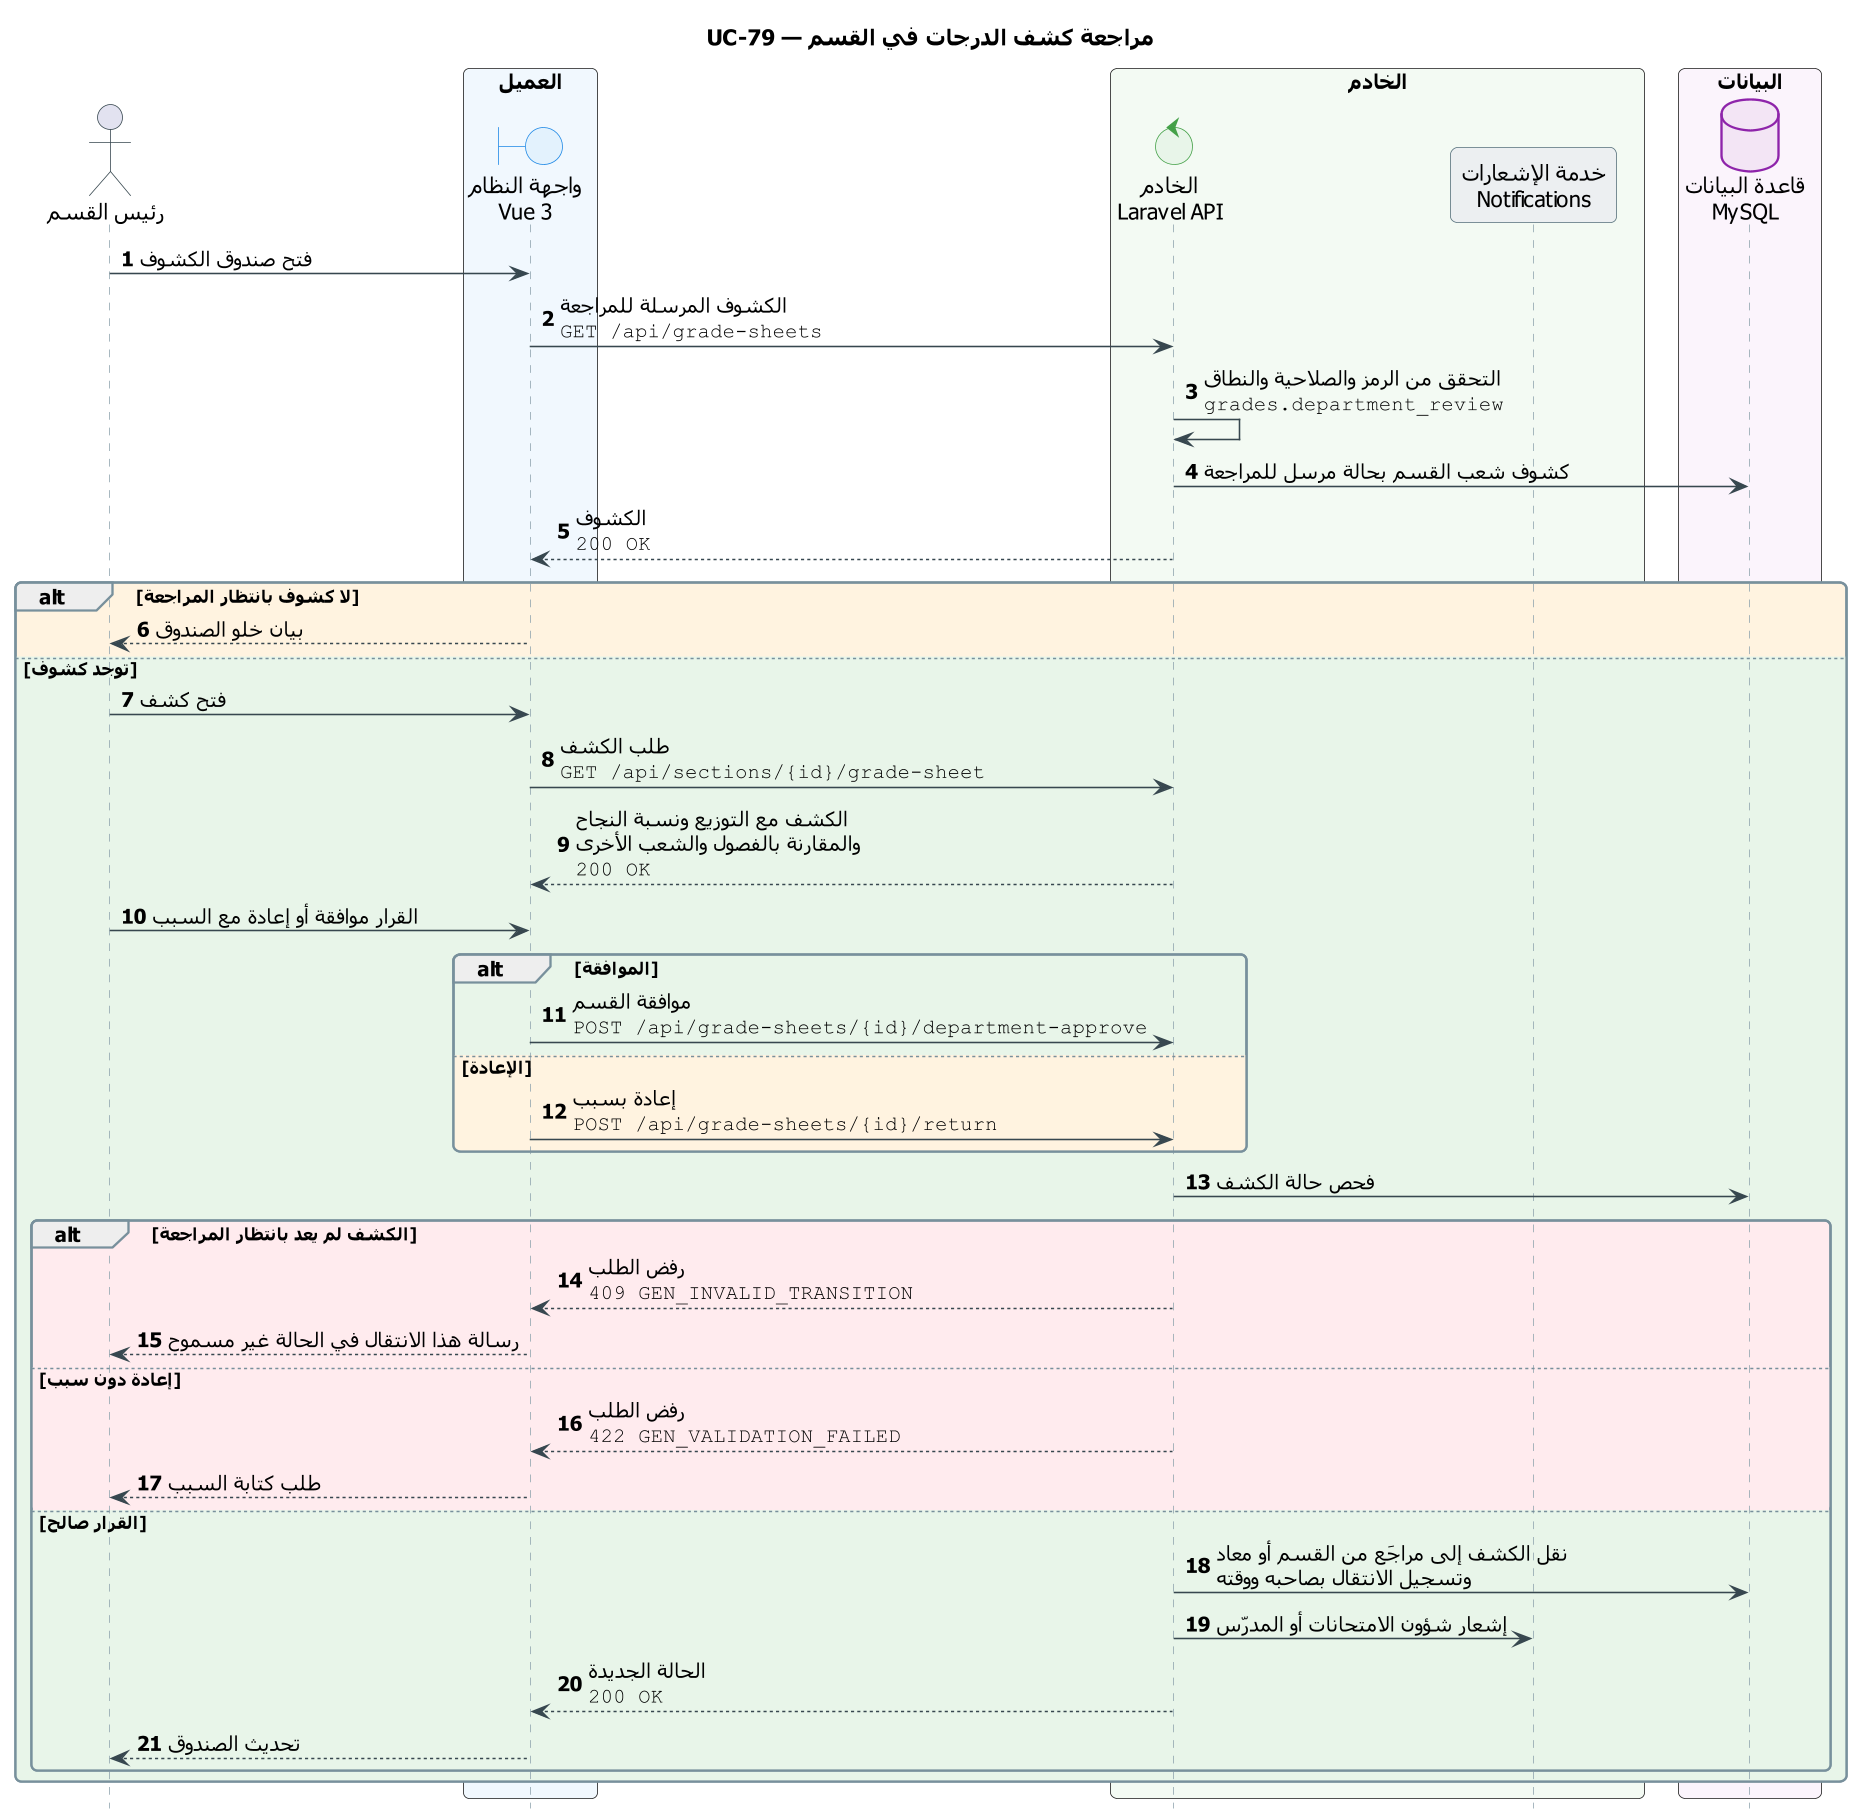 UC-79 — مراجعة كشف الدرجات في القسم
العميل
الخادم
البيانات
رئيس القسم
واجهة النظام
Vue 3
الخادم
Laravel API
خدمة الإشعارات
Notifications
قاعدة البيانات
MySQL
1 فتح صندوق الكشوف
2 الكشوف المرسلة للمراجعة
GET /api/grade-sheets
3 التحقق من الرمز والصلاحية والنطاق
grades.department_review
4 كشوف شعب القسم بحالة مرسل للمراجعة
5 الكشوف
200 OK
alt [لا كشوف بانتظار المراجعة]
6 بيان خلو الصندوق
[توجد كشوف]
7 فتح كشف
8 طلب الكشف
GET /api/sections/{id}/grade-sheet
9 الكشف مع التوزيع ونسبة النجاح
والمقارنة بالفصول والشعب الأخرى
200 OK
10 القرار موافقة أو إعادة مع السبب
alt [الموافقة]
11 موافقة القسم
POST /api/grade-sheets/{id}/department-approve
[الإعادة]
12 إعادة بسبب
POST /api/grade-sheets/{id}/return
13 فحص حالة الكشف
alt [الكشف لم يعد بانتظار المراجعة]
14 رفض الطلب
409 GEN_INVALID_TRANSITION
15 رسالة هذا الانتقال في الحالة غير مسموح
[إعادة دون سبب]
16 رفض الطلب
422 GEN_VALIDATION_FAILED
17 طلب كتابة السبب
[القرار صالح]
18 نقل الكشف إلى مراجَع من القسم أو معاد
وتسجيل الانتقال بصاحبه ووقته
19 إشعار شؤون الامتحانات أو المدرّس
20 الحالة الجديدة
200 OK
21 تحديث الصندوق